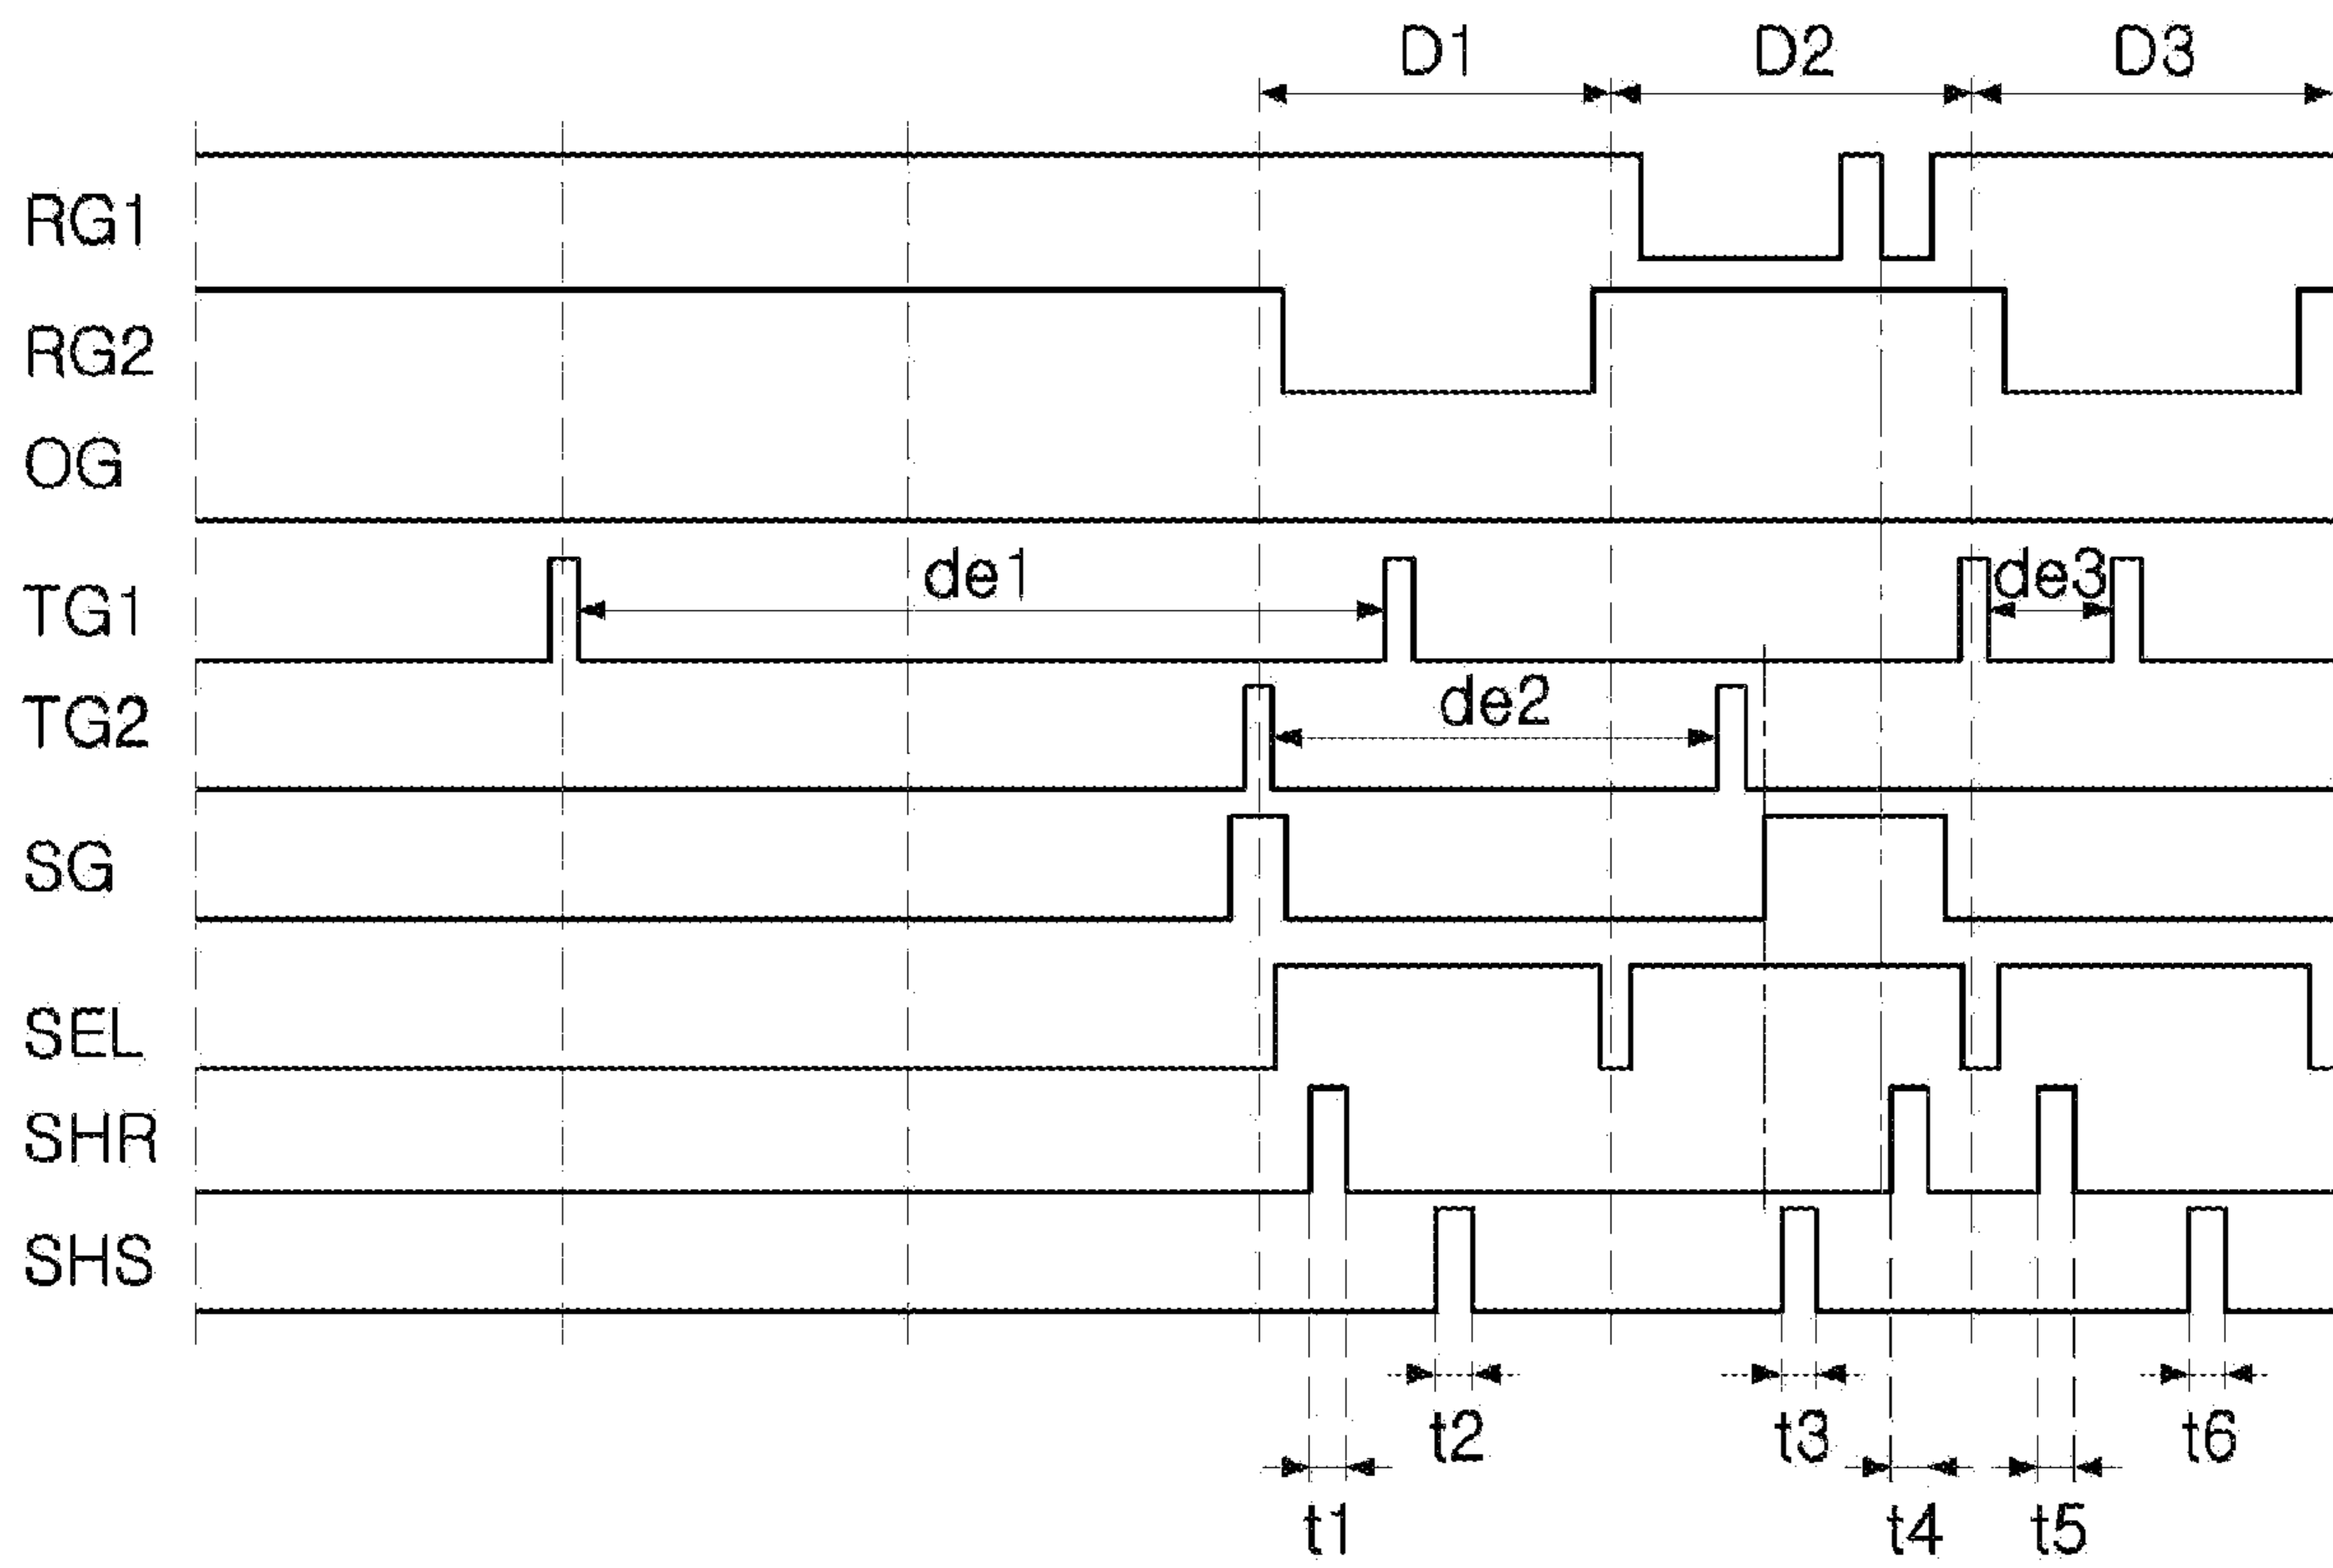 D1 D2 D3
RG1
RG2
OG
TG1 de1 de3
TG2 de2
SG
SEL
SHR
SHS
t2 t3 t6
t1 t4 t5